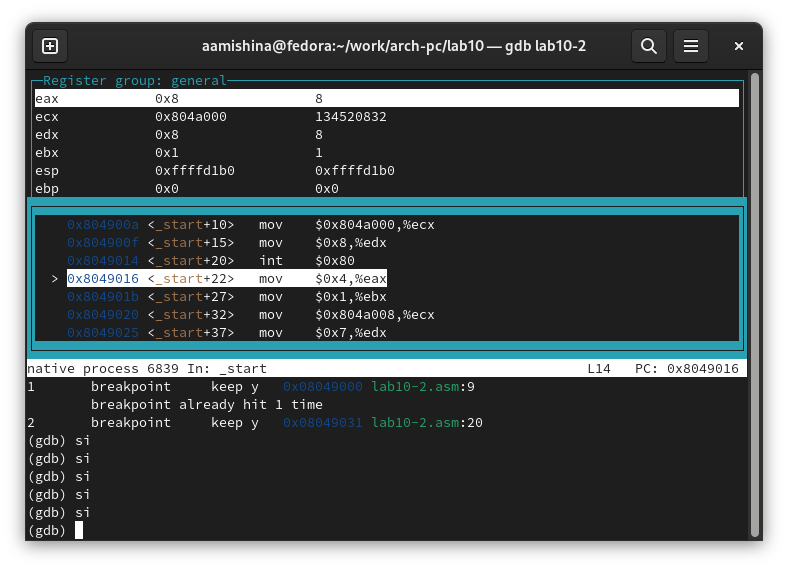 aamishina@fedora:~/work/arch-pc/lab10 — gdb lab10-2
Register group: general
eax 0x8 8
ecx 0x804a000 134520832
edx 0x8 8
ebx 0x1 1
esp 0xffffd1b0 0xffffd1b0
ebp 0x0 0x0
0x804900a <_start+10> mov $0x804a000,%ecx
0x804900f <_start+15> mov $0x8,%edx
0x8049014 <_start+20> int $0x80
> 0x8049016 <_start+22> mov $0x4,%eax
0x804901b <_start+27> mov $0x1,%ebx
0x8049020 <_start+32> mov $0x804a008,%ecx
0x8049025 <_start+37> mov $0x7,%edx
native process 6839 In: _start L14 PC: 0x8049016
1 breakpoint keep y 0x08049000 lab10-2.asm:9
breakpoint already hit 1 time
2 breakpoint keep y 0x08049031 lab10-2.asm:20
(gdb) si
(gdb) si
(gdb) si
(gdb) si
(gdb) si
(gdb)